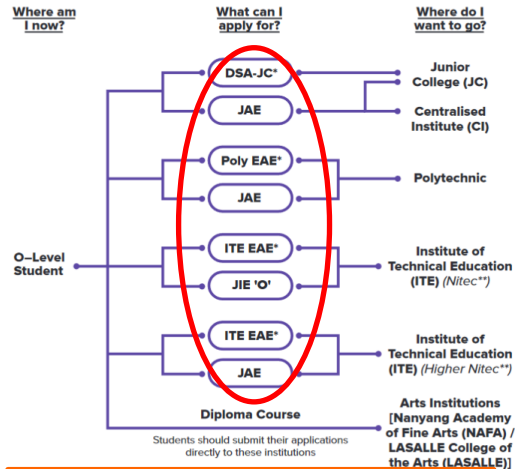 Where am
I now?
What can I
apply for?
Where do I
want to go?
DSA-JC*
JAE
Junior
College (JC)
Centralised
Institute (CI)
Poly EAE*
JAE
Polytechnic
O–Level
Student
ITE EAE*
JIE 'O'
Institute of
Technical Education
(ITE) (Nitec**)
ITE EAE*
JAE
Institute of
Technical Education
(ITE) (Higher Nitec**)
Diploma Course
Students should submit their applications
directly to these institutions
Arts Institutions
[Nanyang Academy
of Fine Arts (NAFA) /
LASALLE College of
the Arts (LASALLE)]